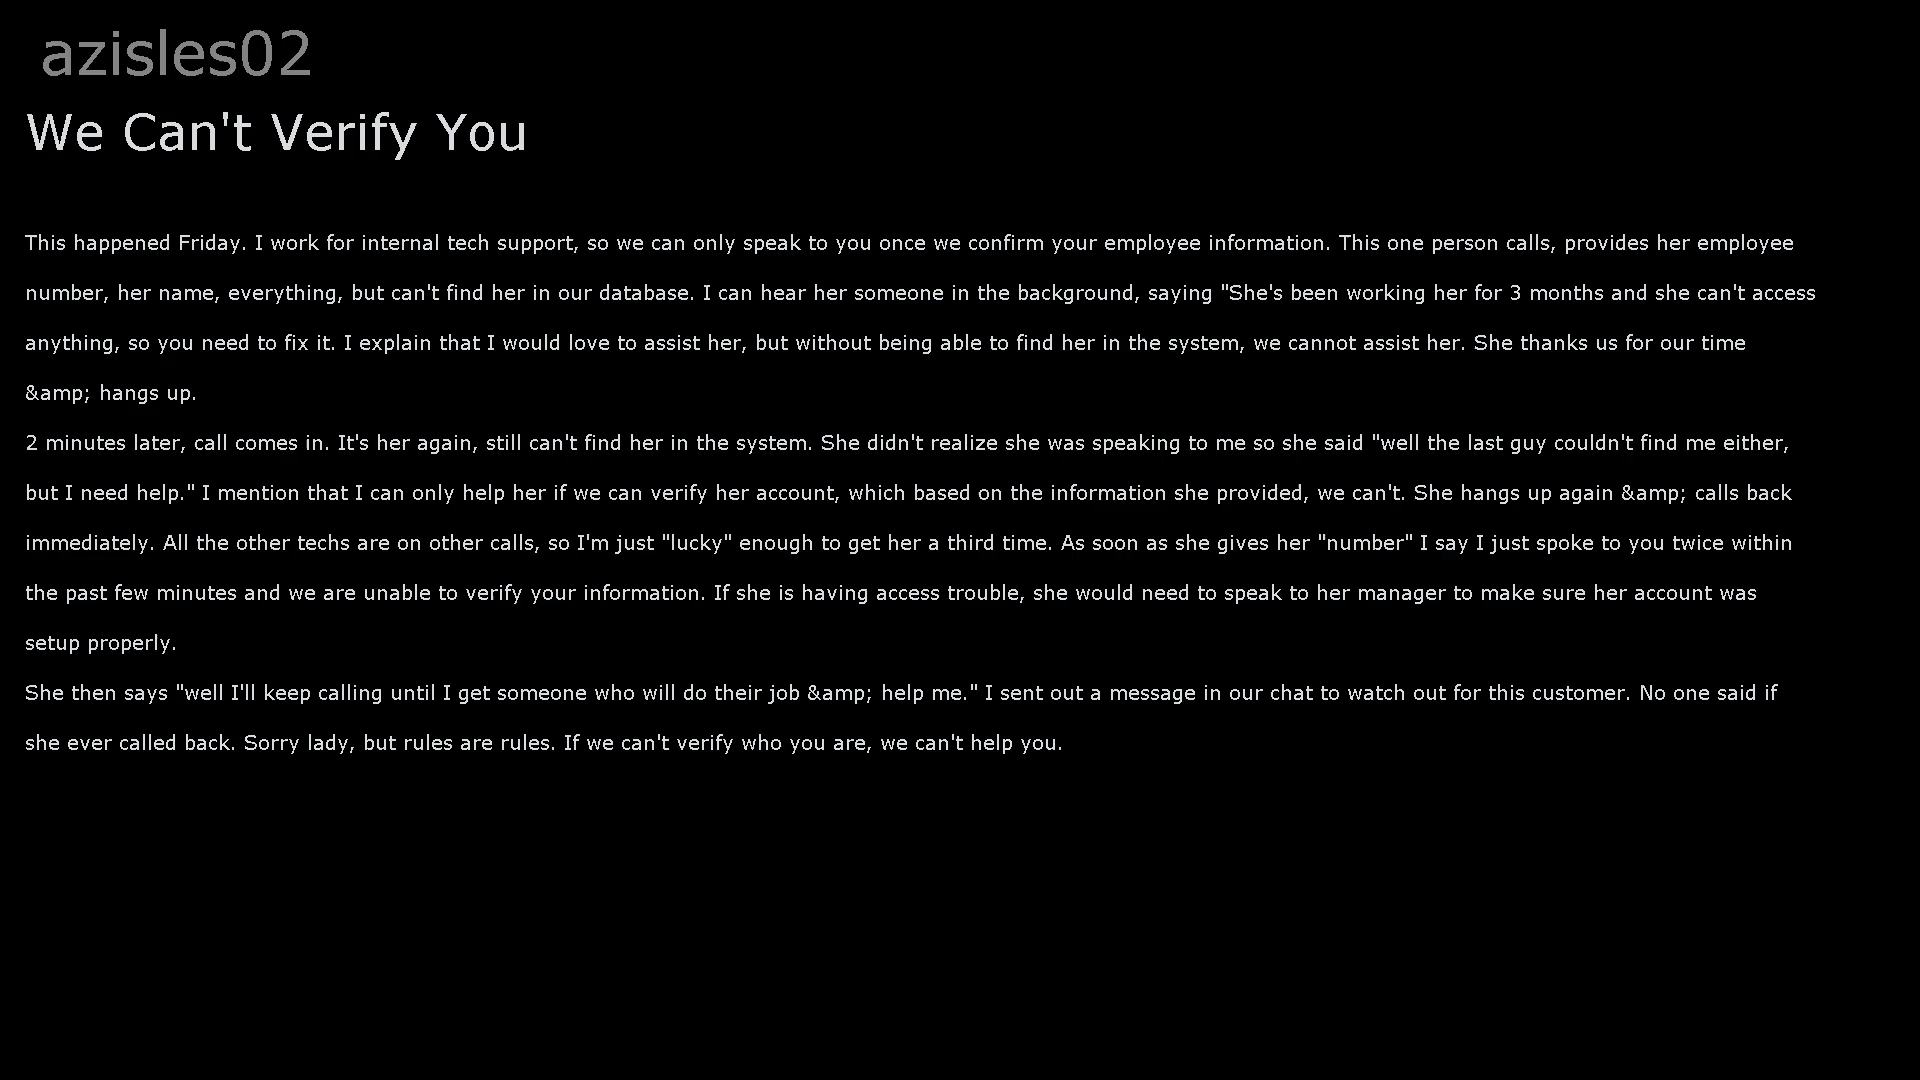 azisles02
We Can't Verify You
This happened Friday. I work for internal tech support, so we can only speak to you once we confirm your employee information. This one person calls, provides her employee
number, her name, everything, but can't find her in our database. I can hear her someone in the background, saying "She's been working her for 3 months and she can't access
anything, so you need to fix it. I explain that I would love to assist her, but without being able to find her in the system, we cannot assist her. She thanks us for our time
&amp; hangs up.
2 minutes later, call comes in. It's her again, still can't find her in the system. She didn't realize she was speaking to me so she said "well the last guy couldn't find me either,
but I need help." I mention that I can only help her if we can verify her account, which based on the information she provided, we can't. She hangs up again &amp; calls back
immediately. All the other techs are on other calls, so I'm just "lucky" enough to get her a third time. As soon as she gives her "number" I say I just spoke to you twice within
the past few minutes and we are unable to verify your information. If she is having access trouble, she would need to speak to her manager to make sure her account was
setup properly.
She then says "well I'll keep calling until I get someone who will do their job &amp; help me." I sent out a message in our chat to watch out for this customer. No one said if
she ever called back. Sorry lady, but rules are rules. If we can't verify who you are, we can't help you.